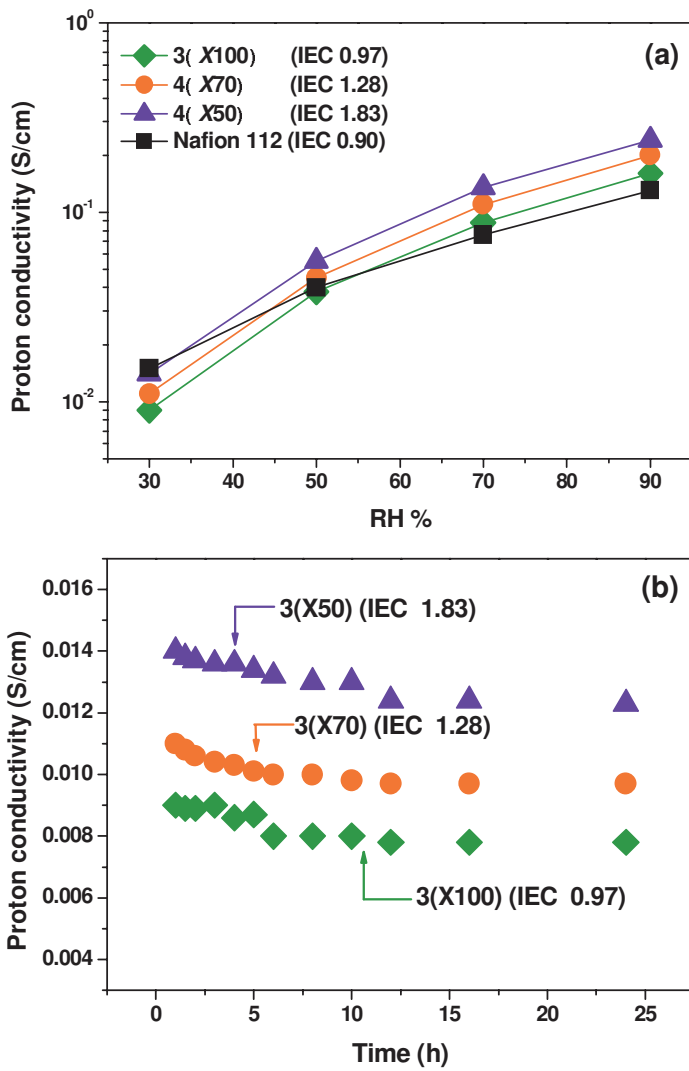 (a)
3( X100) (IEC 0.97)
4( X70) (IEC 1.28)
4( X50) (IEC 1.83)
Nafion 112 (IEC 0.90)
Proton conductivity (S/cm)
10^0
10^-1
10^-2
30 40 50 60 70 80 90
RH %
(b)
3(X50) (IEC 1.83)
3(X70) (IEC 1.28)
3(X100) (IEC 0.97)
Proton conductivity (S/cm)
0.016
0.014
0.012
0.010
0.008
0.006
0.004
0 5 10 15 20 25
Time (h)